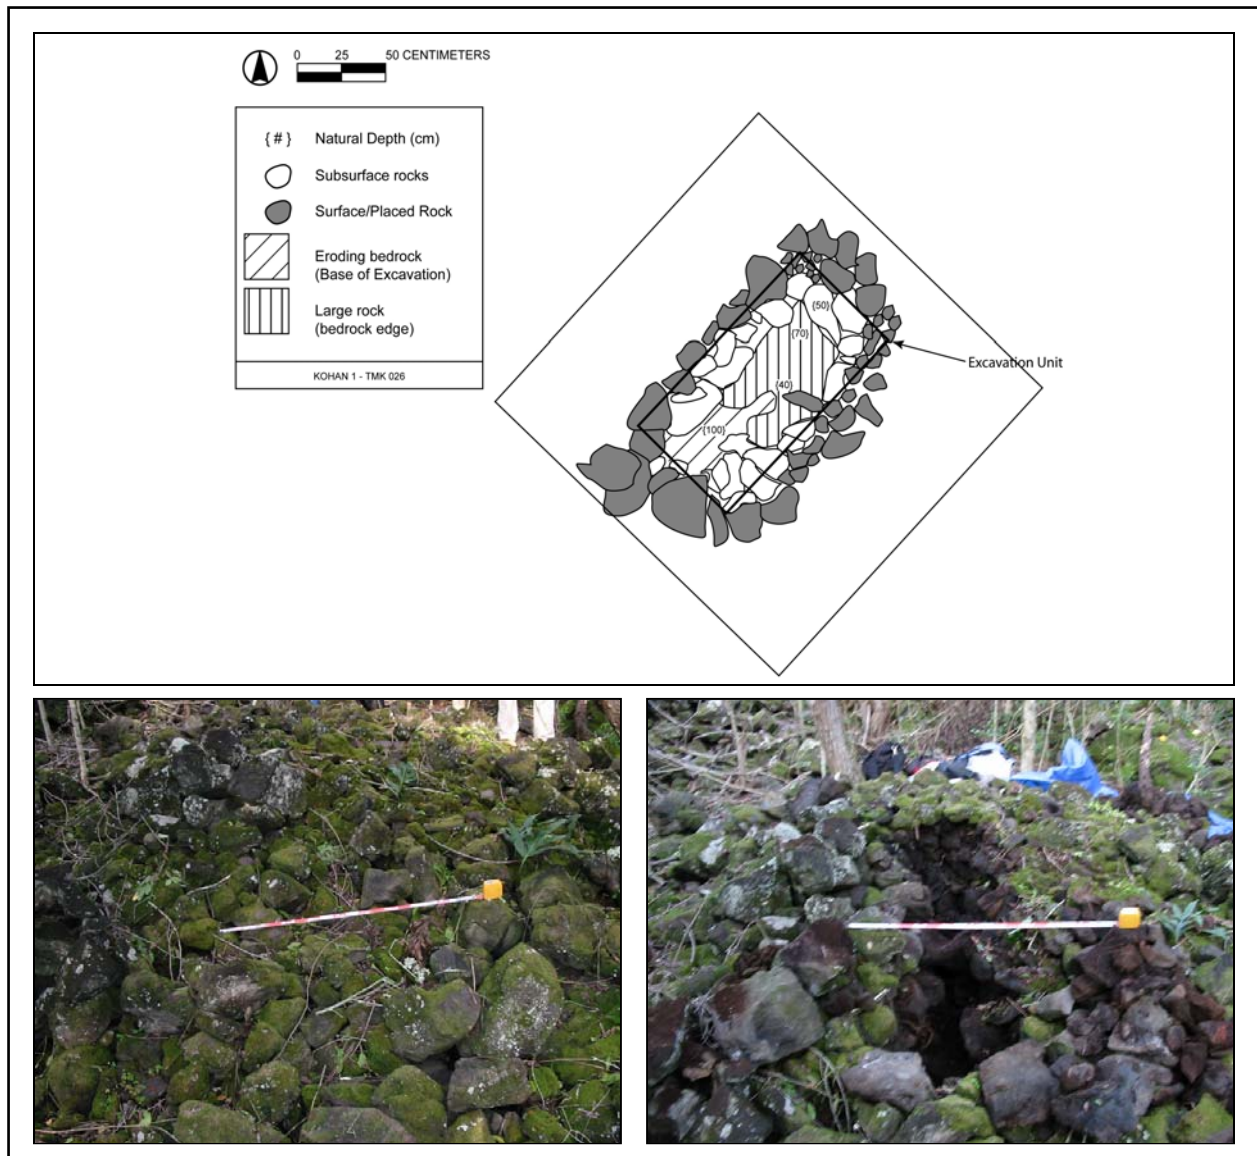 0 25 50 CENTIMETERS
{ # } Natural Depth (cm)
Subsurface rocks
Surface/Placed Rock
Eroding bedrock
(Base of Excavation)
Large rock
(bedrock edge)
KOHAN 1 - TMK 026
{50}
{70}
Excavation Unit
{40}
{100}